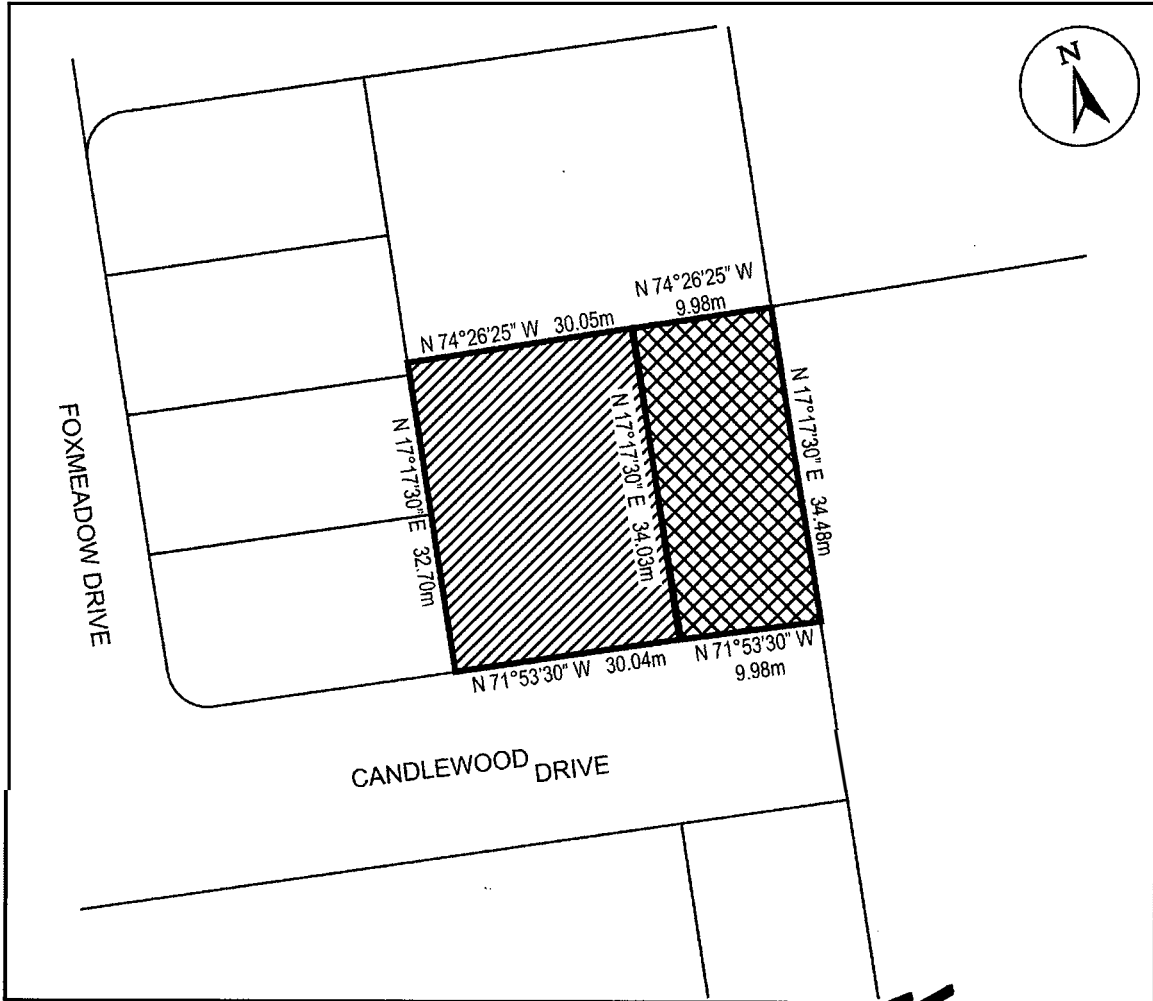 N
N 74°26'25" W
9.98m
N 74°26'25" W 30.05m
N 17°17'30" E 32.70m
N 17°17'30" E 34.03m
N 17°17'30" E 34.48m
N 71°53'30" W 30.04m
N 71°53'30" W
9.98m
FOXMEADOW DRIVE
CANDLEWOOD DRIVE